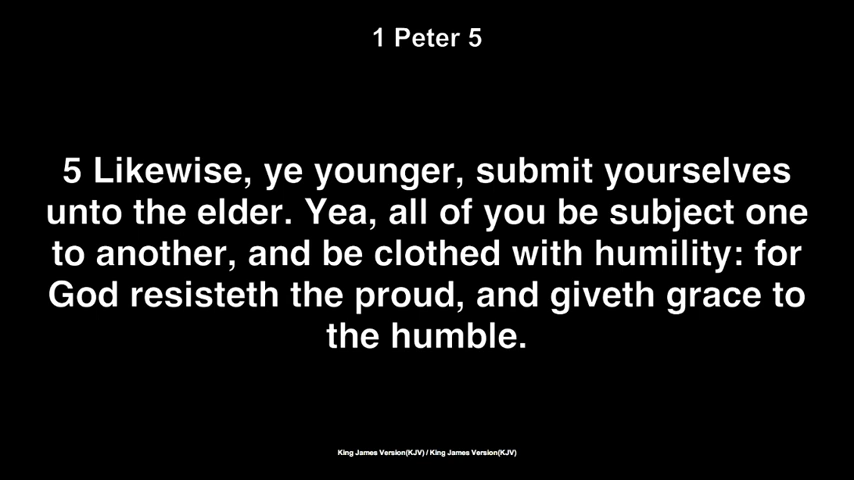 1 Peter 5
5 Likewise, ye younger, submit yourselves
unto the elder. Yea, all of you be subject one
to another, and be clothed with humility: for
God resisteth the proud, and giveth grace to
the humble.
King James Version(KJV) / King James Version(KJV)